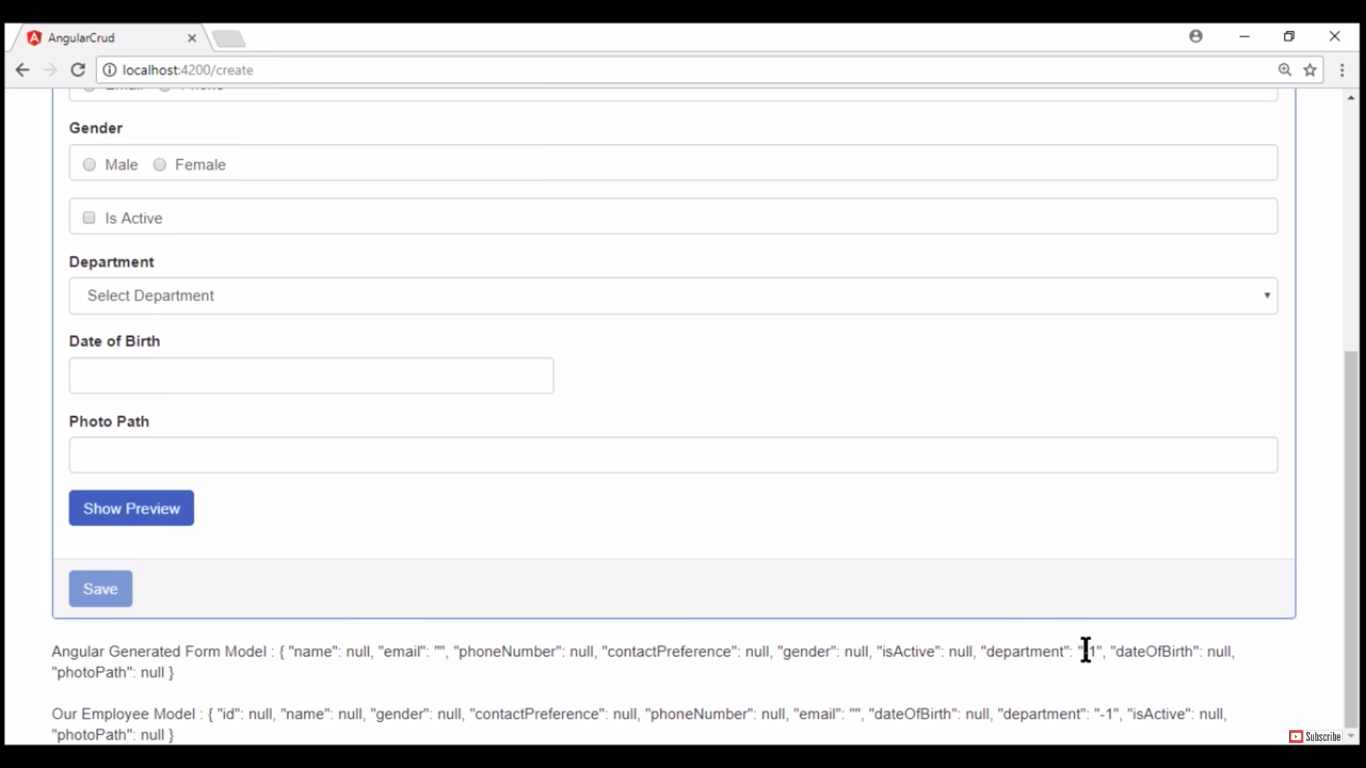 AngularCrud
localhost:4200/create
Email Phone
Gender
Male Female
Is Active
Department
Select Department
Date of Birth
Photo Path
Show Preview
Save
Angular Generated Form Model : { "name": null, "email": "", "phoneNumber": null, "contactPreference": null, "gender": null, "isActive": null, "department": "-1", "dateOfBirth": null,
"photoPath": null }
Our Employee Model : { "id": null, "name": null, "gender": null, "contactPreference": null, "phoneNumber": null, "email": "", "dateOfBirth": null, "department": "-1", "isActive": null,
"photoPath": null }
Subscribe